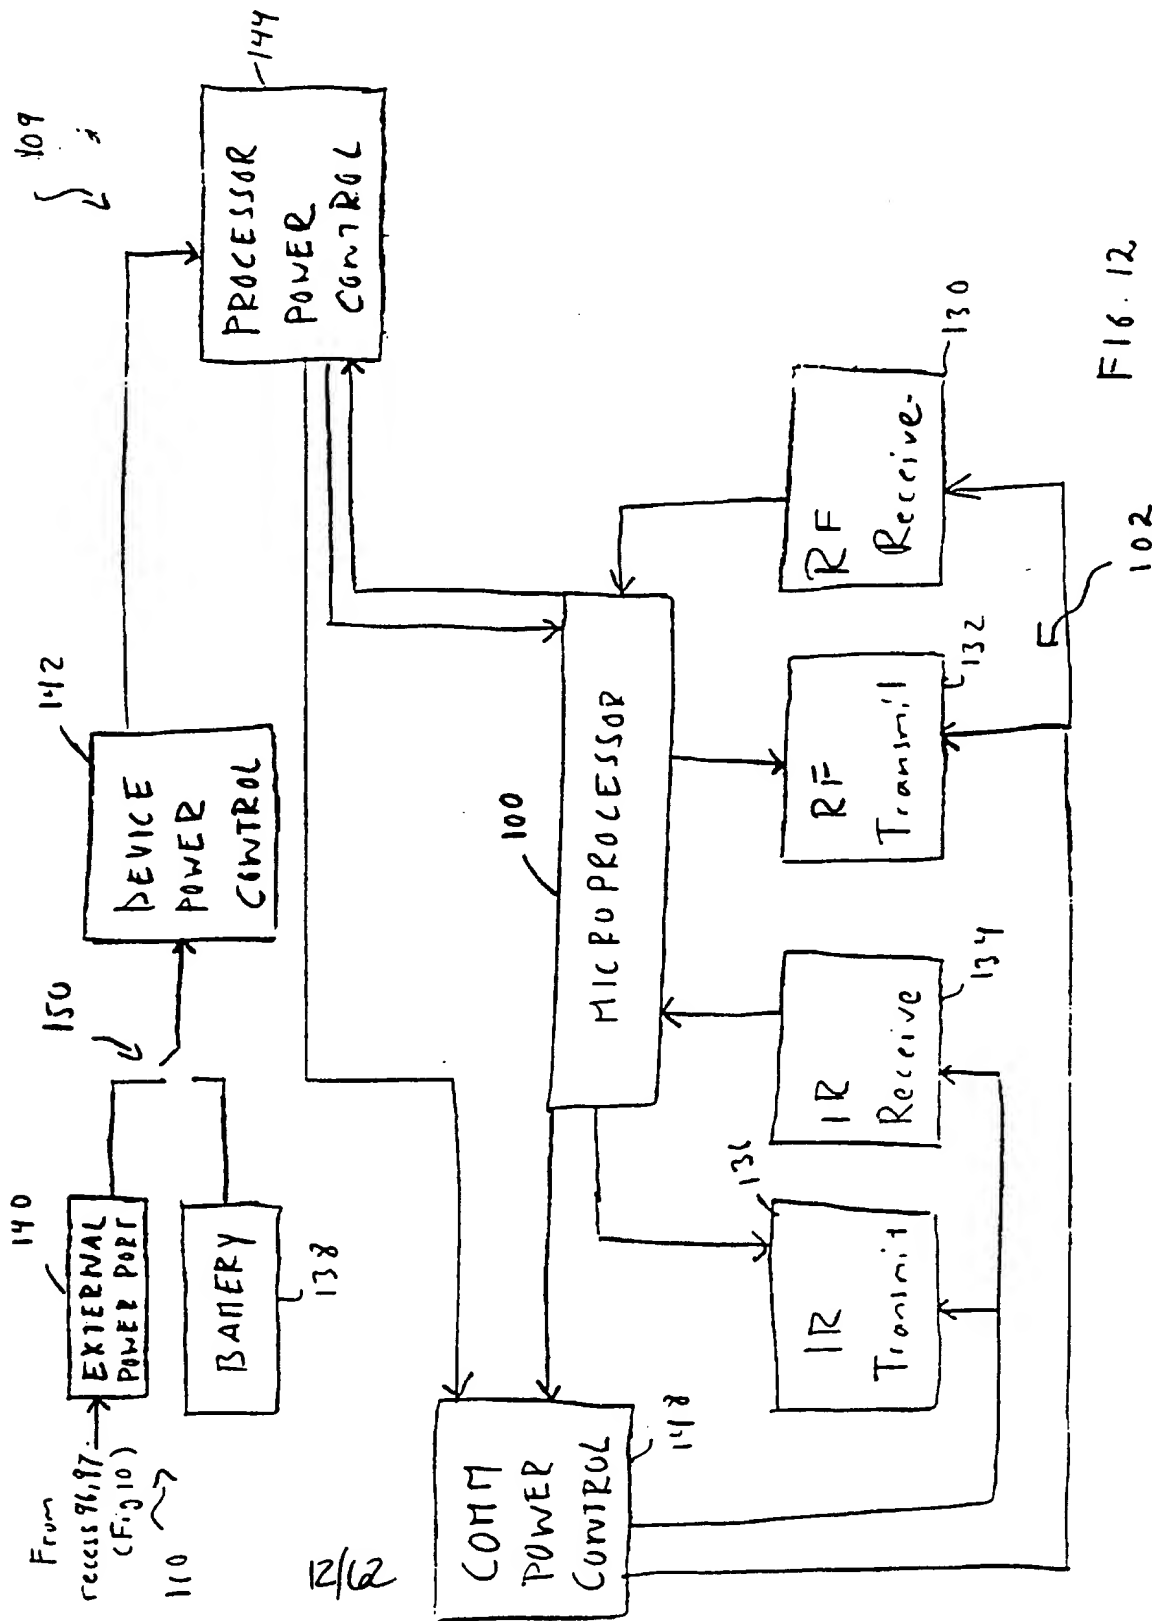 From
recess 96,97
(Fig 10)
110
140
EXTERNAL
POWER PORT
BATTERY
138
150
142
DEVICE
POWER
CONTROL
109
144
PROCESSOR
POWER
CONTROL
12/62
COMM
POWER
CONTROL
148
100
MICROPROCESSOR
136
IR
Transmit
IR
Receive
134
RF
Transmit
132
RF
Receive
130
102
FIG. 12